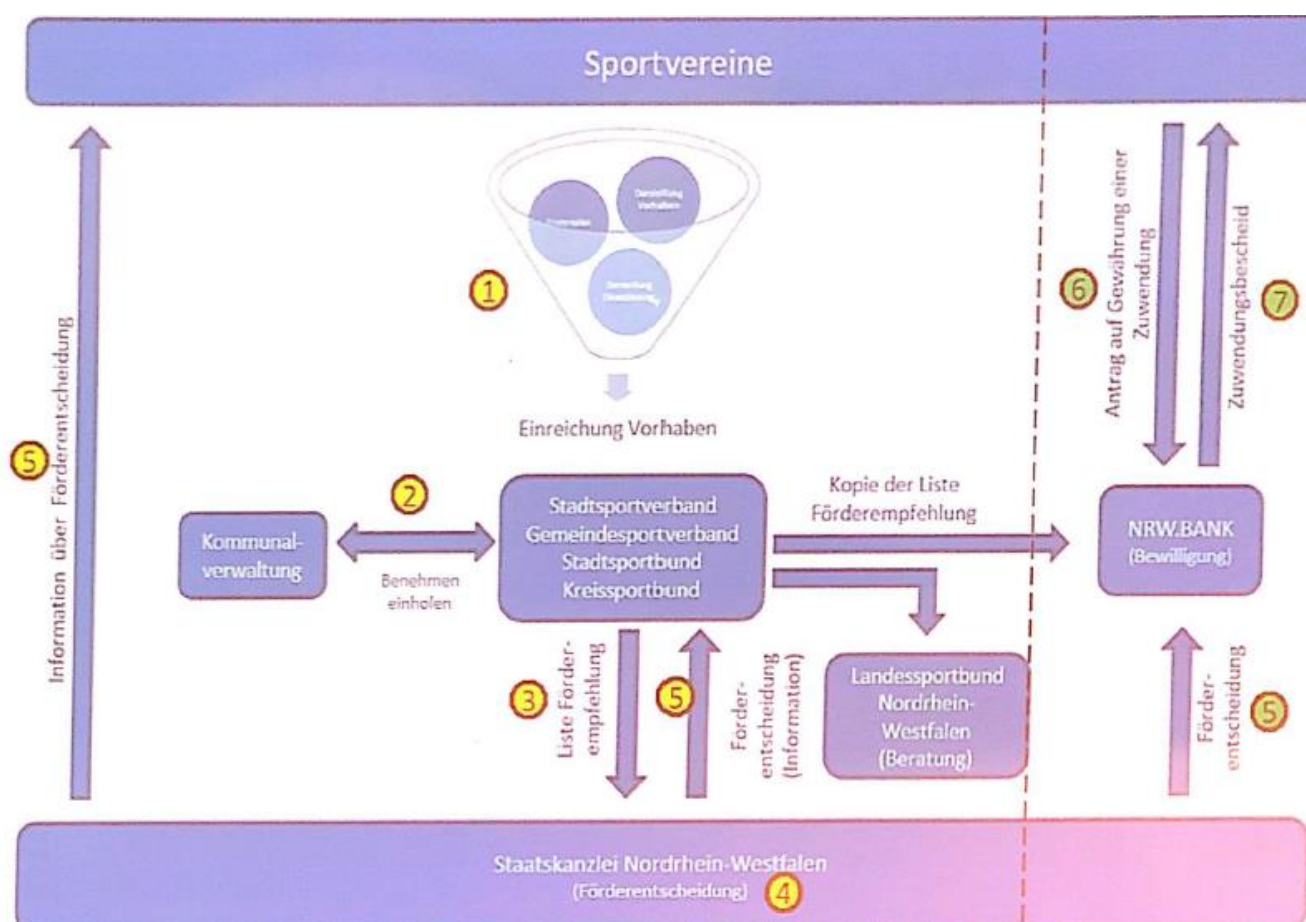 Sportvereine
Darstellung
Vorhaben
1
Einreichung Vorhaben
5
Information über Förderentscheidung
Kommunal-
verwaltung
2
Benehmen
einholen
Stadtsportverband
Gemeindesportverband
Stadtsportbund
Kreissportbund
Kopie der Liste
Förderempfehlung
6
Antrag auf Gewährung einer
Zuwendung
7
Zuwendungsbescheid
NRW.BANK
(Bewilligung)
3
Liste Förder-
empfehlung
5
Förder-
entscheidung
(Information)
Landessportbund
Nordrhein-
Westfalen
(Beratung)
Förder-
entscheidung
5
Staatskanzlei Nordrhein-Westfalen
(Förderentscheidung)
4